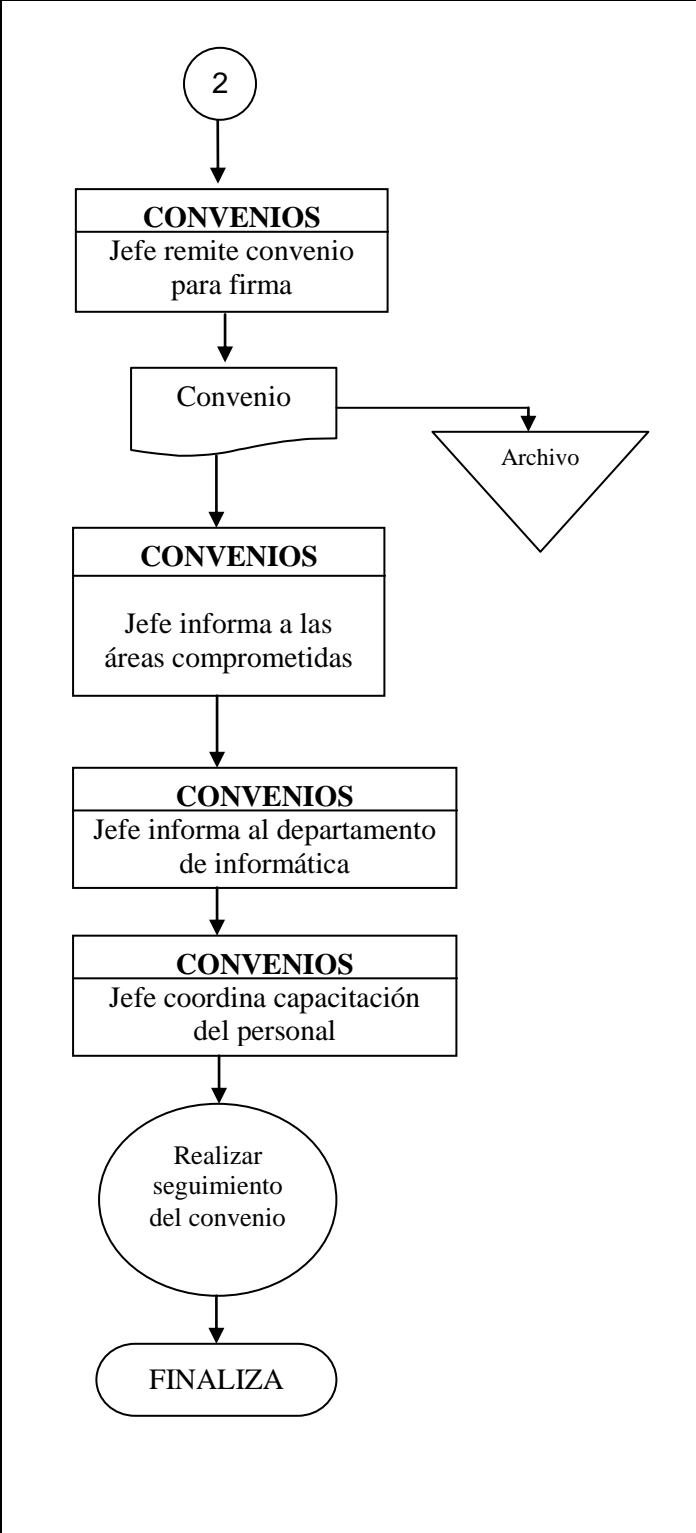 2
CONVENIOS
Jefe remite convenio
para firma
Convenio
Archivo
CONVENIOS
Jefe informa a las
áreas comprometidas
CONVENIOS
Jefe informa al departamento
de informática
CONVENIOS
Jefe coordina capacitación
del personal
Realizar
seguimiento
del convenio
FINALIZA